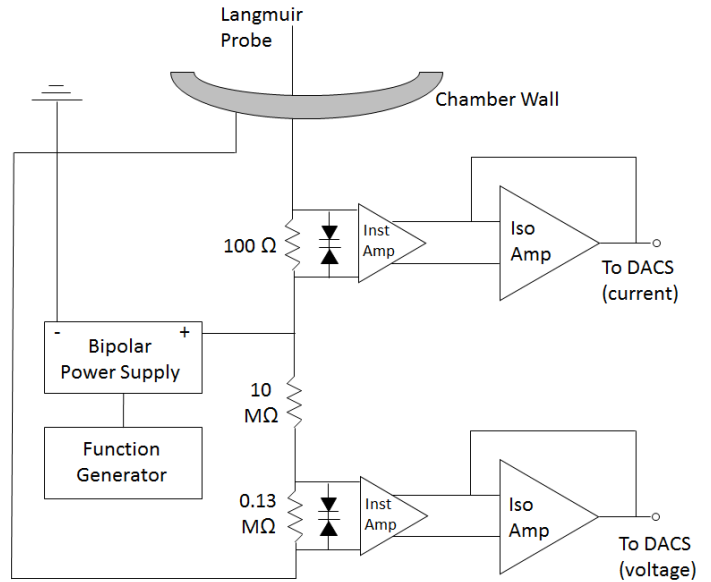 Langmuir
Probe
Chamber Wall
100 Ω
Inst
Amp
Iso
Amp
To DACS
(current)
- +
Bipolar
Power Supply
10
MΩ
Function
Generator
0.13
MΩ
Inst
Amp
Iso
Amp
To DACS
(voltage)